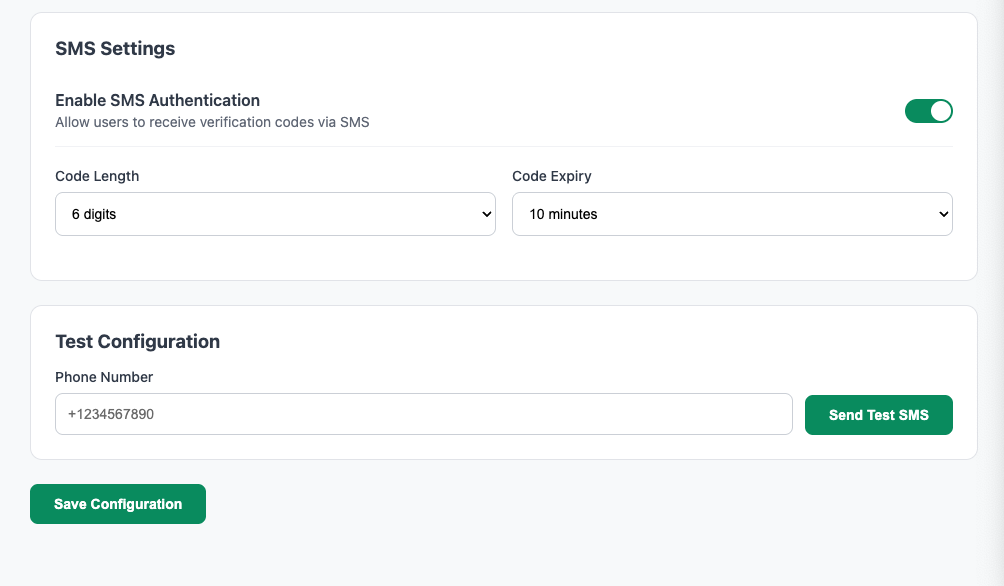 SMS Settings
Enable SMS Authentication
Allow users to receive verification codes via SMS
Code Length
Code Expiry
6 digits
10 minutes
Test Configuration
Phone Number
+1234567890
Send Test SMS
Save Configuration